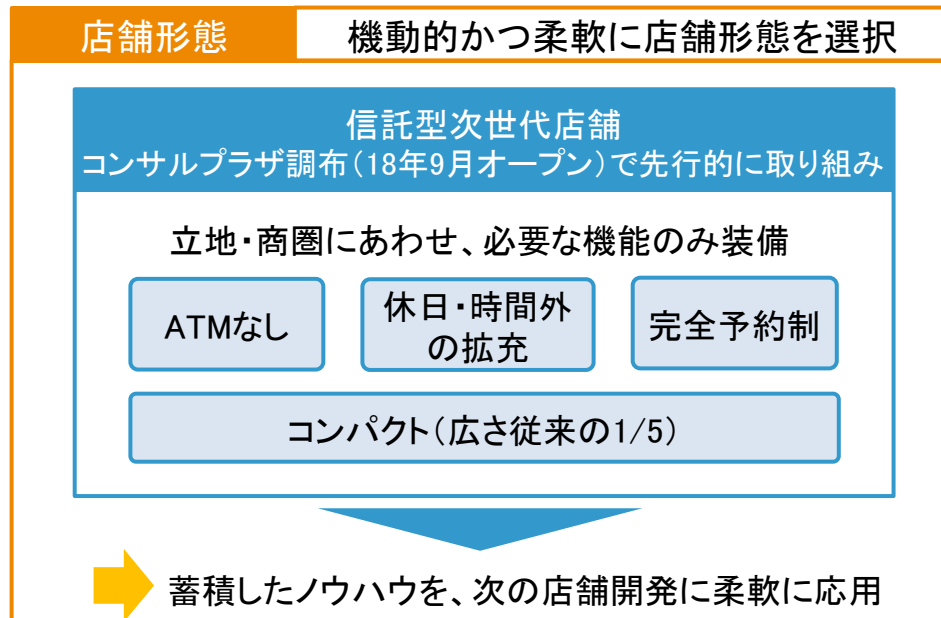 店舗形態
機動的かつ柔軟に店舗形態を選択
信託型次世代店舗
コンサルプラザ調布（18年9月オープン）で先行的に取り組み
立地・商圏にあわせ、必要な機能のみ装備
ATMなし
休日・時間外
の拡充
完全予約制
コンパクト（広さ従来の1/5）
蓄積したノウハウを、次の店舗開発に柔軟に応用